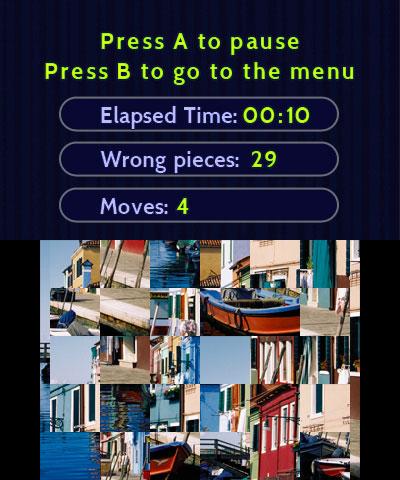 Press A to pause
Press B to go to the menu
Elapsed Time: 00:10
Wrong pieces: 29
Moves: 4